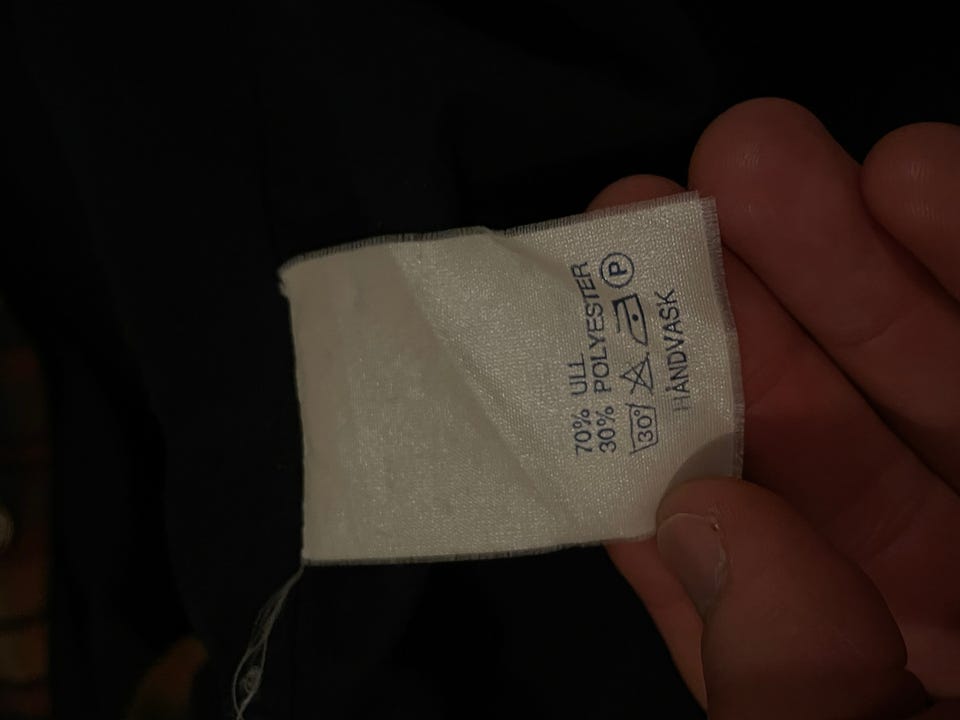 70% ULL
30% POLYESTER
30° P
HÅNDVASK